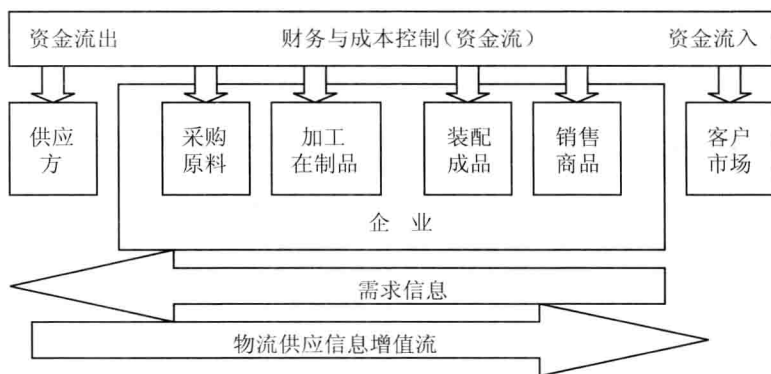 资金流出 财务与成本控制(资金流) 资金流入
供应
方
采购
原料
加工
在制品
装配
成品
销售
商品
客户
市场
企 业
需求信息
物流供应信息增值流